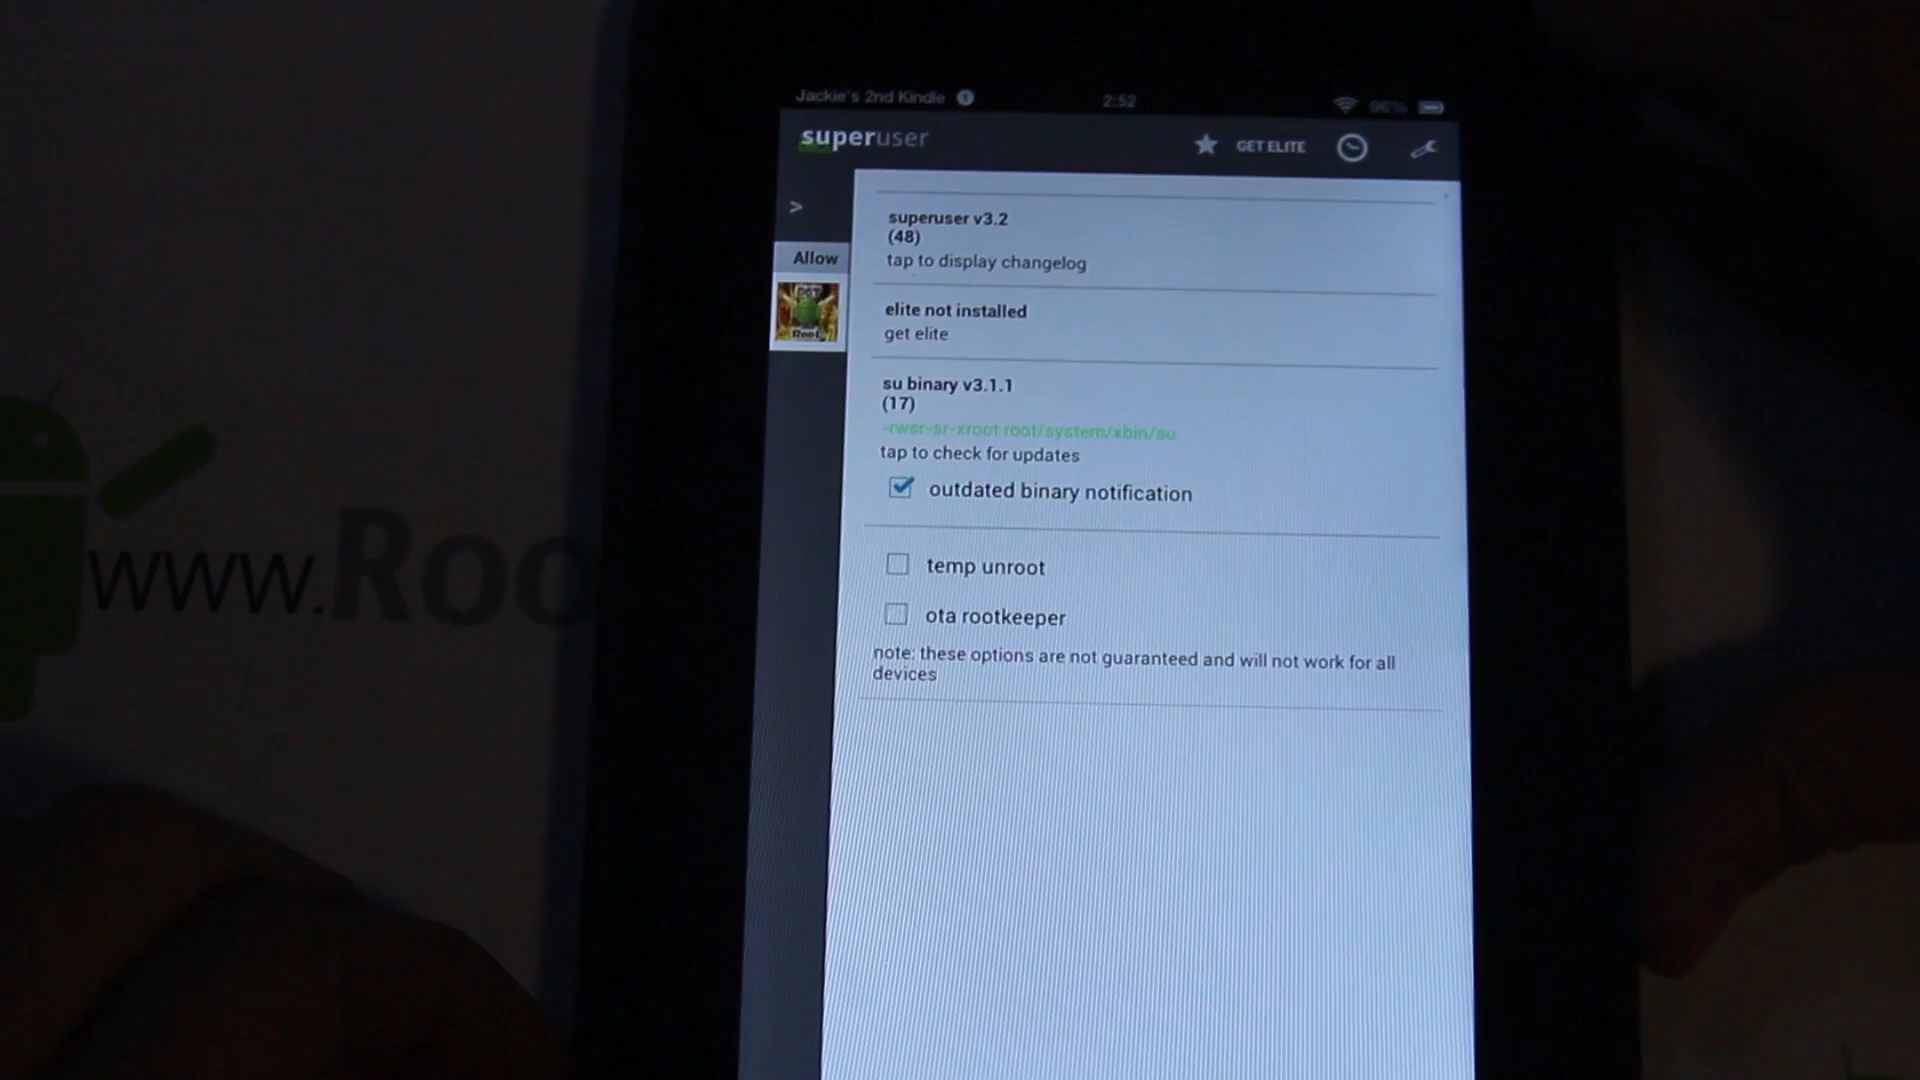 Jackie's 2nd Kindle 1 2:52 96%
superuser GET ELITE
>
superuser v3.2
(48)
tap to display changelog
Allow
Root
elite not installed
get elite
su binary v3.1.1
(17)
-rwsr-sr-xroot root/system/xbin/su
tap to check for updates
outdated binary notification
temp unroot
ota rootkeeper
note: these options are not guaranteed and will not work for all
devices
www.Roo